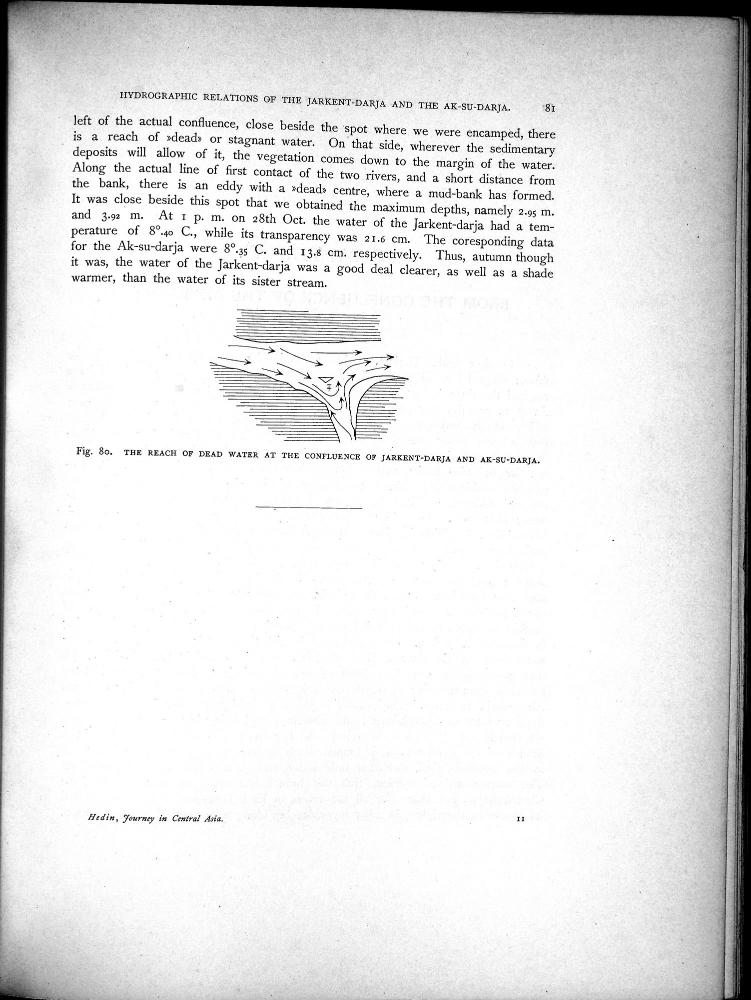 HYDROGRAPHIC RELATIONS OF THE JARKENT-DARJA AND THE AK-SU-DARJA. 81
left of the actual confluence, close beside the spot where we were encamped, there
is a reach of »dead» or stagnant water. On that side, wherever the sedimentary
deposits will allow of it, the vegetation comes down to the margin of the water.
Along the actual line of first contact of the two rivers, and a short distance from
the bank, there is an eddy with a »dead» centre, where a mud-bank has formed.
It was close beside this spot that we obtained the maximum depths, namely 2.95 m.
and 3.92 m. At 1 p. m. on 28th Oct. the water of the Jarkent-darja had a tem-
perature of 8°.40 C., while its transparency was 21.6 cm. The coresponding data
for the Ak-su-darja were 8°.35 C. and 13.8 cm. respectively. Thus, autumn though
it was, the water of the Jarkent-darja was a good deal clearer, as well as a shade
warmer, than the water of its sister stream.
Fig. 80. THE REACH OF DEAD WATER AT THE CONFLUENCE OF JARKENT-DARJA AND AK-SU-DARJA.
Hedin, Journey in Central Asia. 11